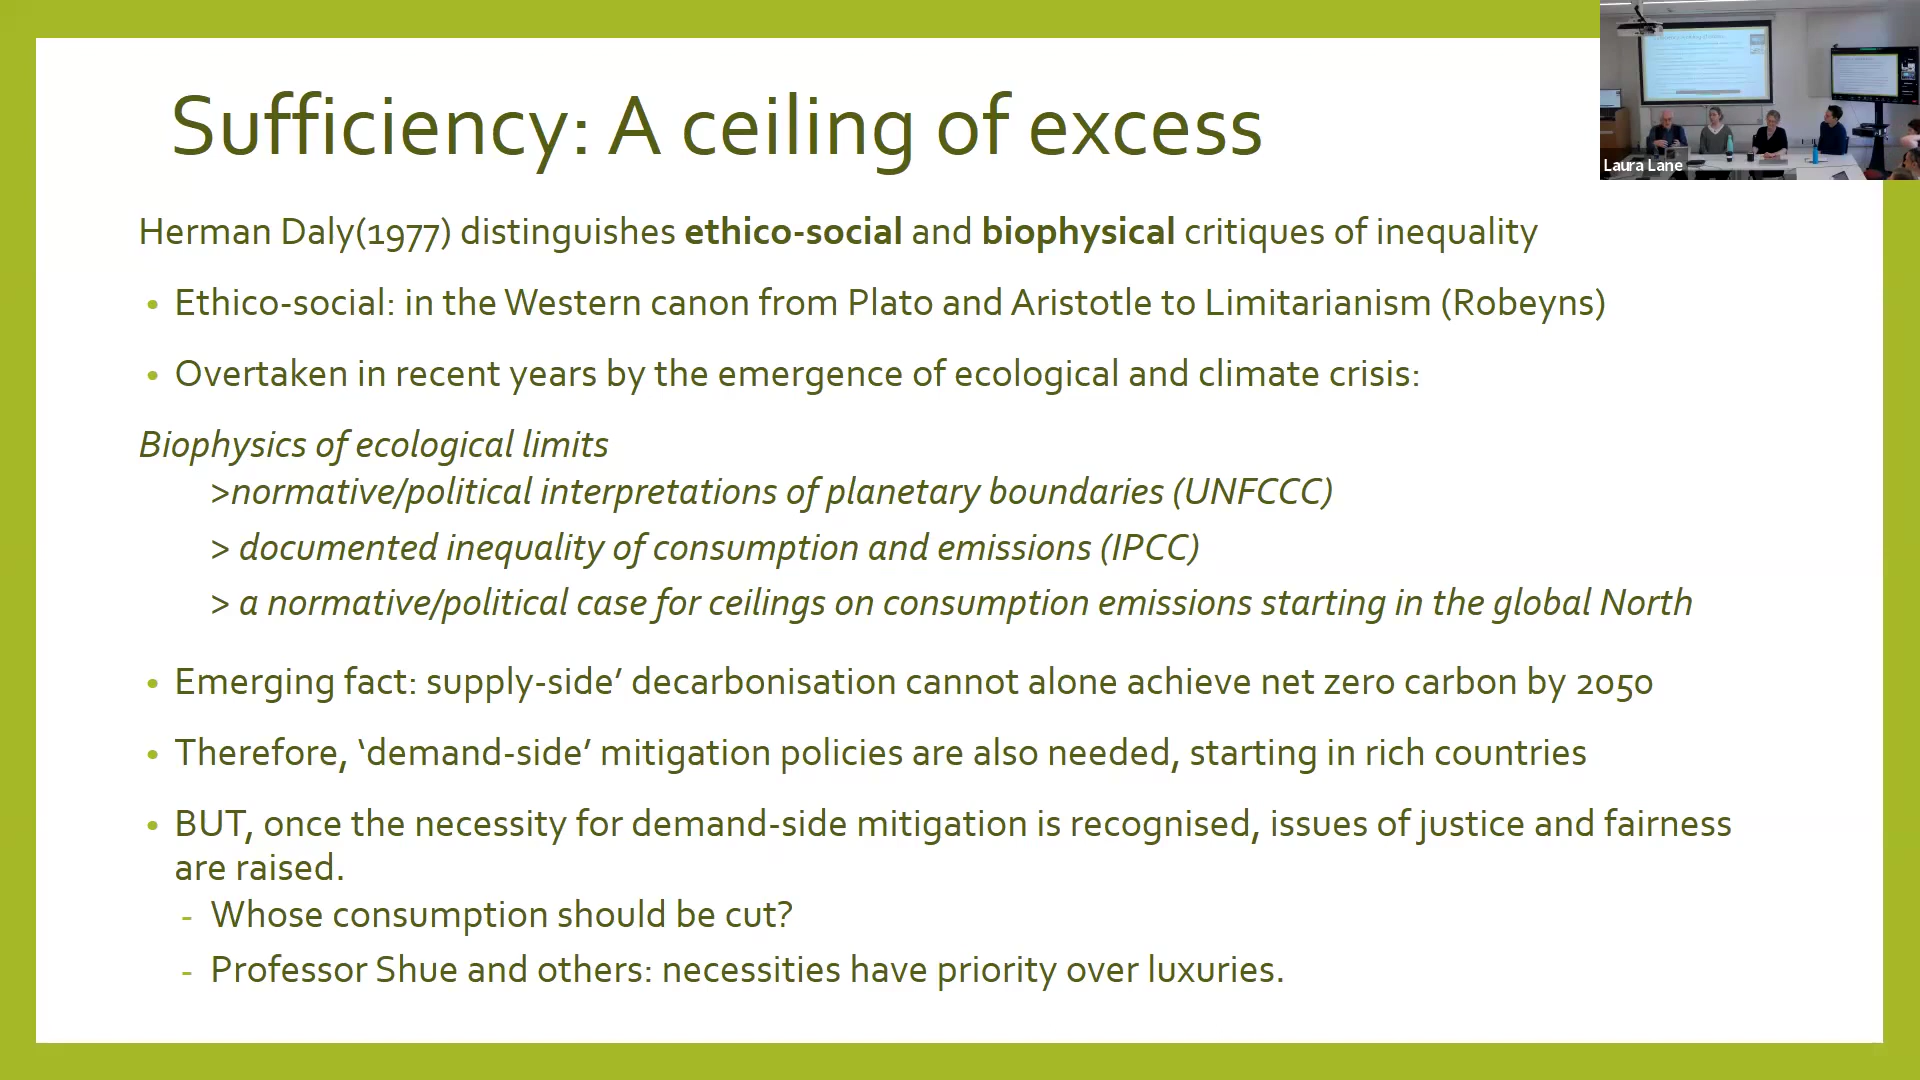 Sufficiency: A ceiling of excess
Laura Lane
Herman Daly(1977) distinguishes ethico-social and biophysical critiques of inequality
• Ethico-social: in the Western canon from Plato and Aristotle to Limitarianism (Robeyns)
• Overtaken in recent years by the emergence of ecological and climate crisis:
Biophysics of ecological limits
>normative/political interpretations of planetary boundaries (UNFCCC)
> documented inequality of consumption and emissions (IPCC)
> a normative/political case for ceilings on consumption emissions starting in the global North
• Emerging fact: supply-side’ decarbonisation cannot alone achieve net zero carbon by 2050
• Therefore, ‘demand-side’ mitigation policies are also needed, starting in rich countries
• BUT, once the necessity for demand-side mitigation is recognised, issues of justice and fairness
are raised.
- Whose consumption should be cut?
- Professor Shue and others: necessities have priority over luxuries.